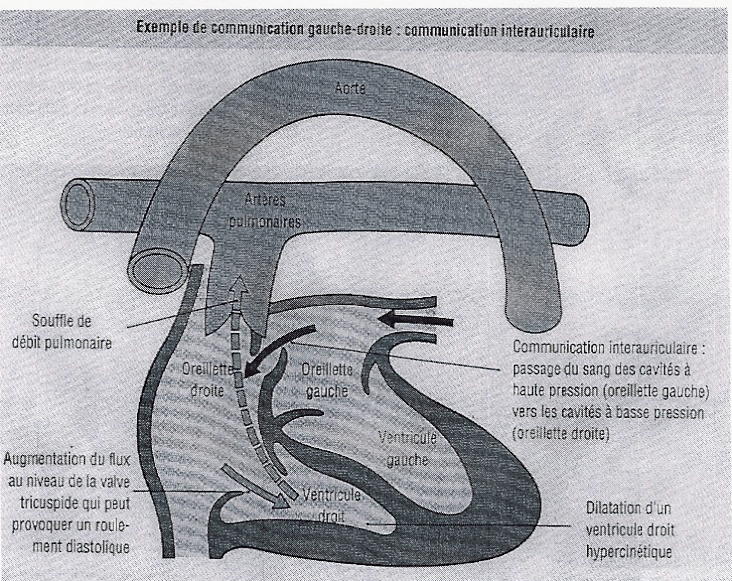 Exemple de communication gauche-droite : communication interauriculaire
Aorte
Artères
pulmonaires
Souffle de
débit pulmonaire
Oreillette
droite
Oreillette
gauche
Communication interauriculaire :
passage du sang des cavités à
haute pression (oreillette gauche)
vers les cavités à basse pression
(oreillette droite)
Ventricule
gauche
Augmentation du flux
au niveau de la valve
tricuspide qui peut
provoquer un roule-
ment diastolique
Ventricule
droit
Dilatation d'un
ventricule droit
hypercinétique